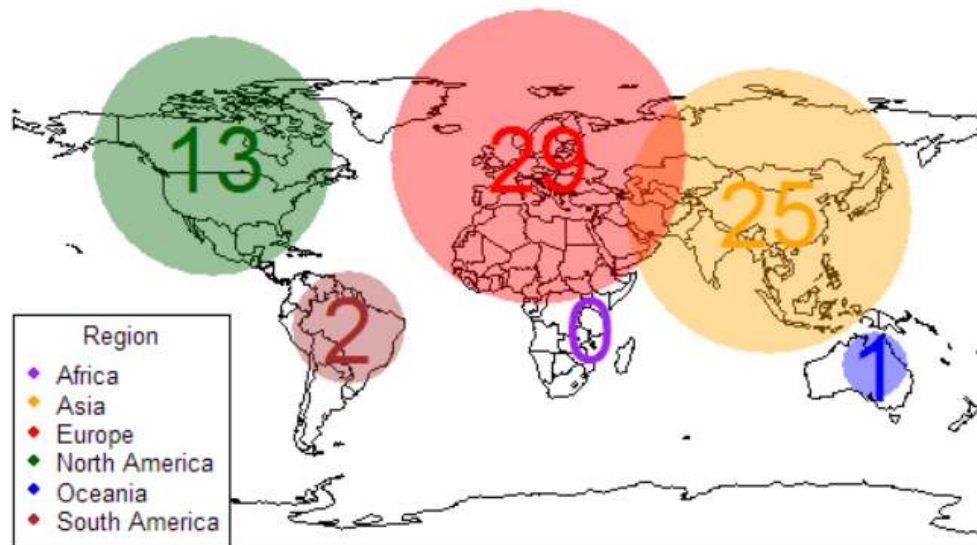 13
29
25
2
0
1
Region
Africa
Asia
Europe
North America
Oceania
South America